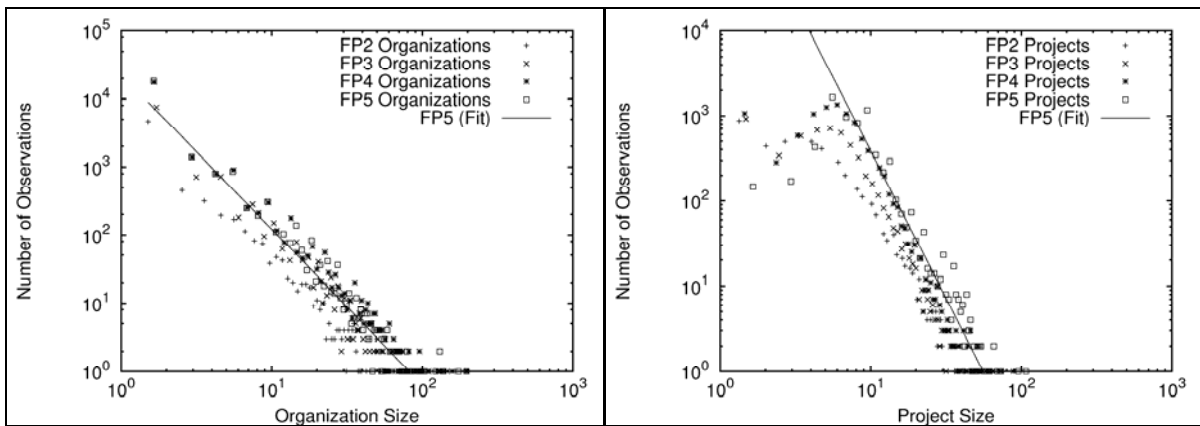 10^5
10^4
10^3
10^2
10^1
10^0
Number of Observations
FP2 Organizations
FP3 Organizations
FP4 Organizations
FP5 Organizations
FP5 (Fit)
10^0
10^1
10^2
10^3
Organization Size
10^4
10^3
10^2
10^1
10^0
Number of Observations
FP2 Projects
FP3 Projects
FP4 Projects
FP5 Projects
FP5 (Fit)
10^0
10^1
10^2
10^3
Project Size